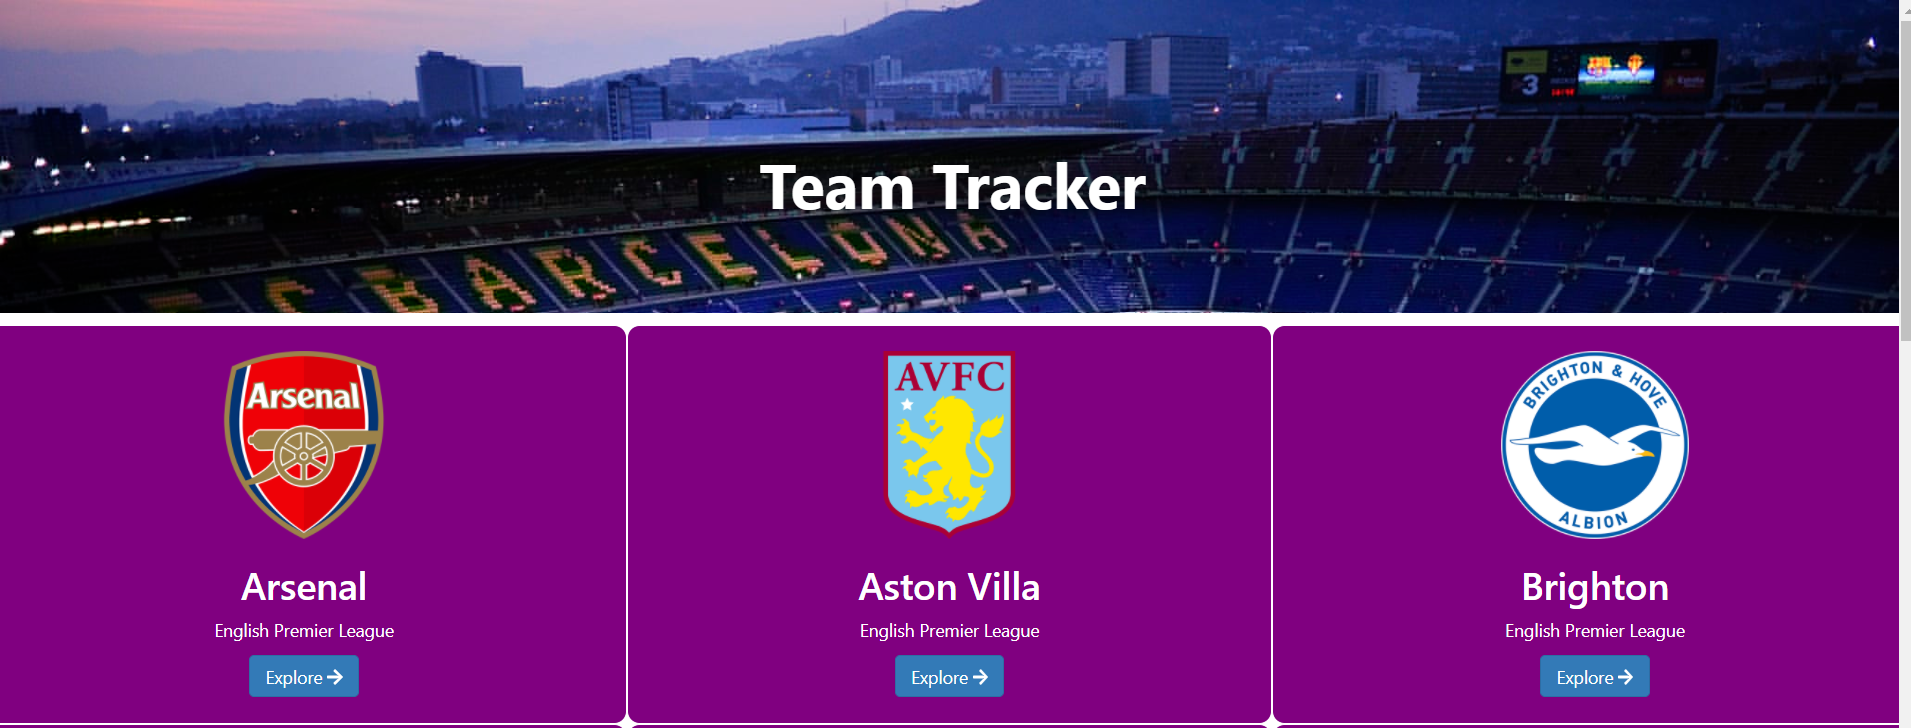 3
Team Tracker
BARCELONA
Arsenal
AVFC
BRIGHTON & HOVE
ALBION
Arsenal
Aston Villa
Brighton
English Premier League
English Premier League
English Premier League
Explore
Explore
Explore